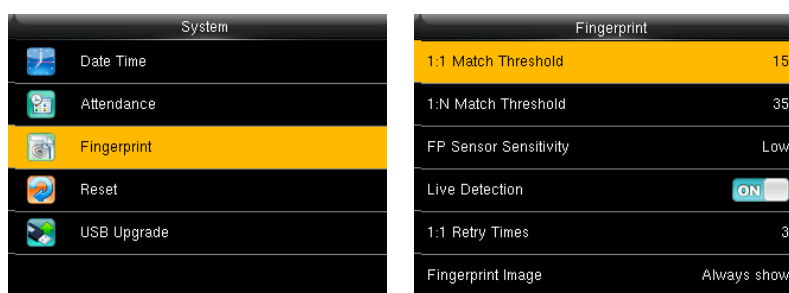 System
Date Time
Attendance
Fingerprint
Reset
USB Upgrade
Fingerprint
1:1 Match Threshold 15
1:N Match Threshold 35
FP Sensor Sensitivity Low
Live Detection ON
1:1 Retry Times 3
Fingerprint Image Always show